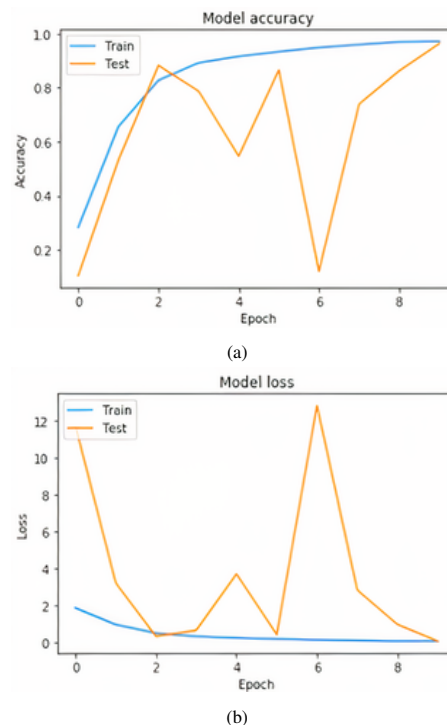 Model accuracy
1.0
Train
Test
0.8
0.6
0.4
0.2
Accuracy
0 2 4 6 8
Epoch
(a)
Model loss
Train
Test
12
10
8
6
4
2
0
Loss
0 2 4 6 8
Epoch
(b)